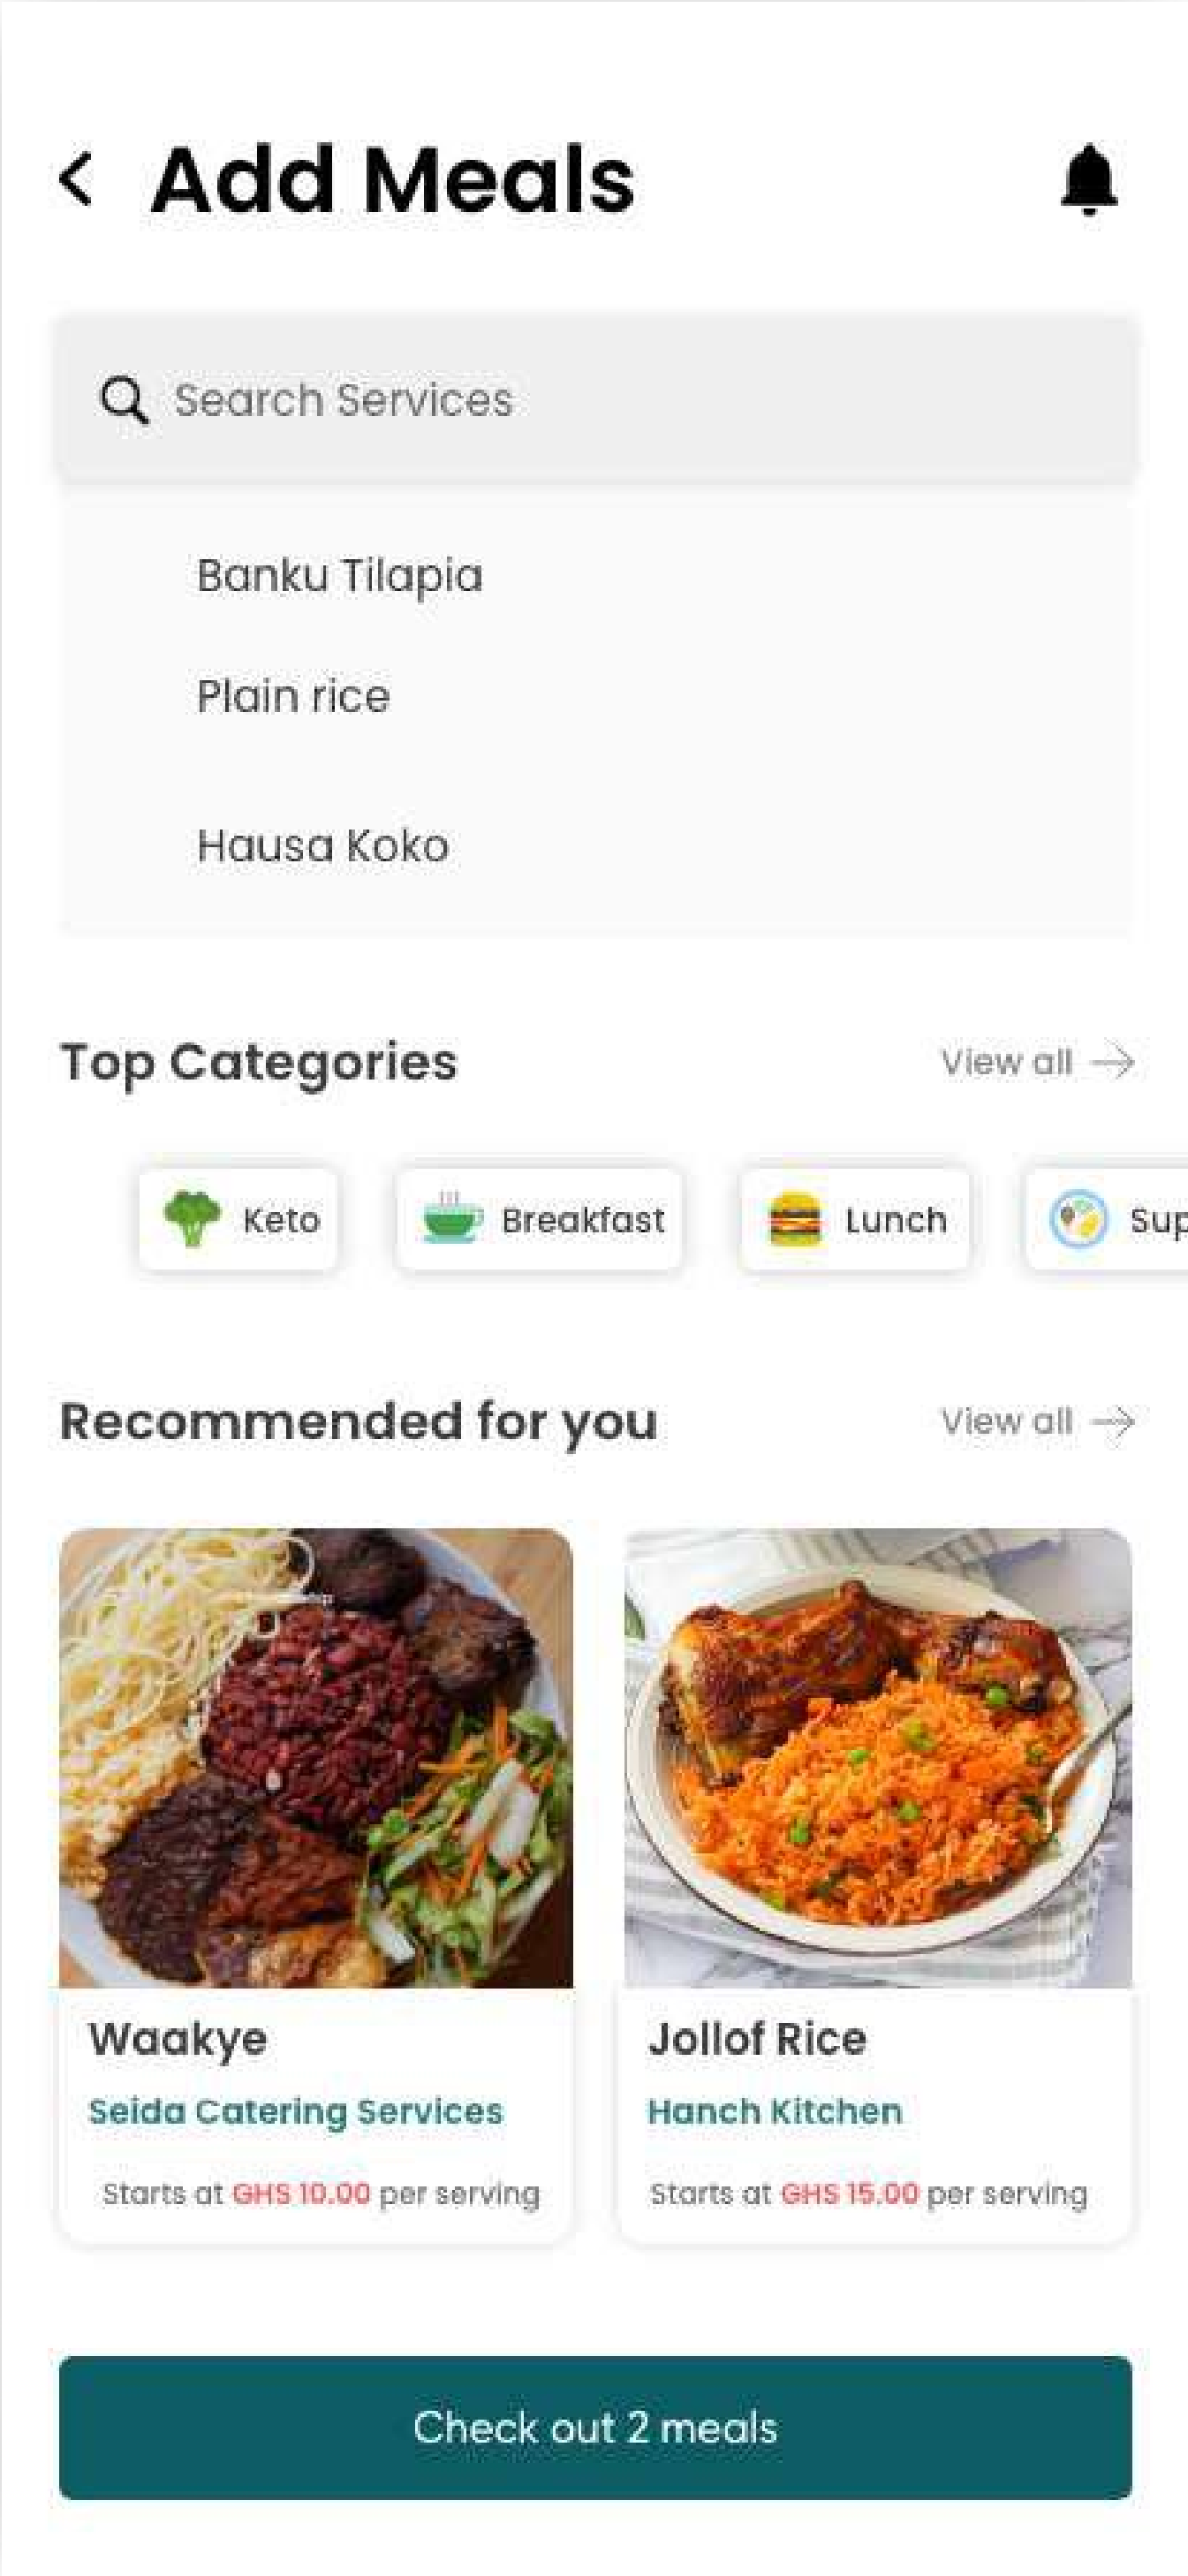 Add Meals
Search Services
Banku Tilapia
Plain rice
Hausa Koko
Top Categories
View all
Keto
Breakfast
Lunch
Sup
Recommended for you
View all
Waakye
Seida Catering Services
Starts at GHS 10.00 per serving
Jollof Rice
Hanch Kitchen
Starts at GHS 15.00 per serving
Check out 2 meals